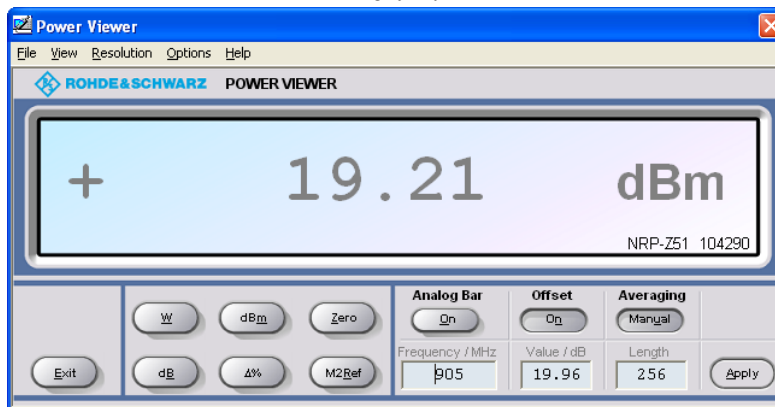 Power Viewer
File View Resolution Options Help
ROHDE&SCHWARZ POWER VIEWER
+ 19.21 dBm
NRP-Z51 104290
Analog Bar Offset Averaging
W dBm Zero On On Manual
Frequency / MHz Value / dB Length
Exit dB Δ% M2Ref 905 19.96 256 Apply